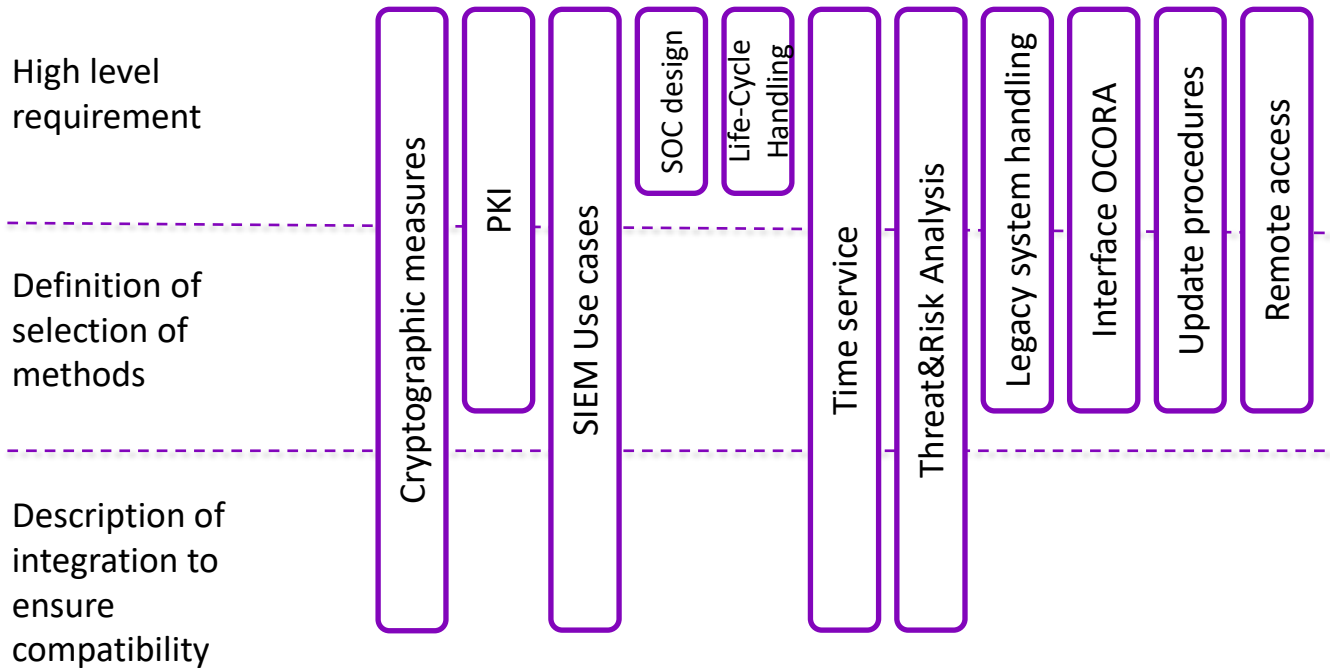 High level
requirement
Definition of
selection of
methods
Description of
integration to
ensure
compatibility
Cryptographic measures
PKI
SIEM Use cases
SOC design
Life-Cycle
Handling
Time service
Threat&Risk Analysis
Legacy system handling
Interface OCORA
Update procedures
Remote access